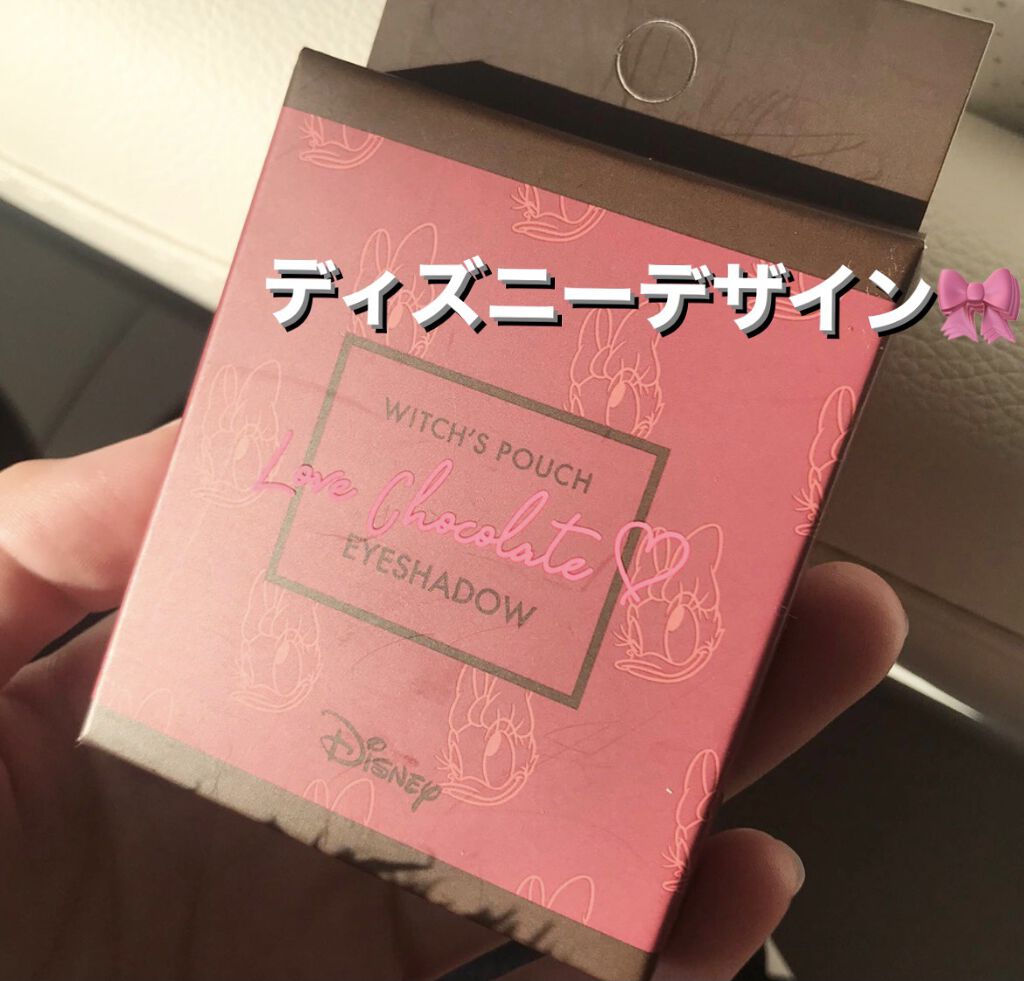 ディズニーデザイン🎀
WITCH'S POUCH
Love Chocolate♡
EYESHADOW
Disney